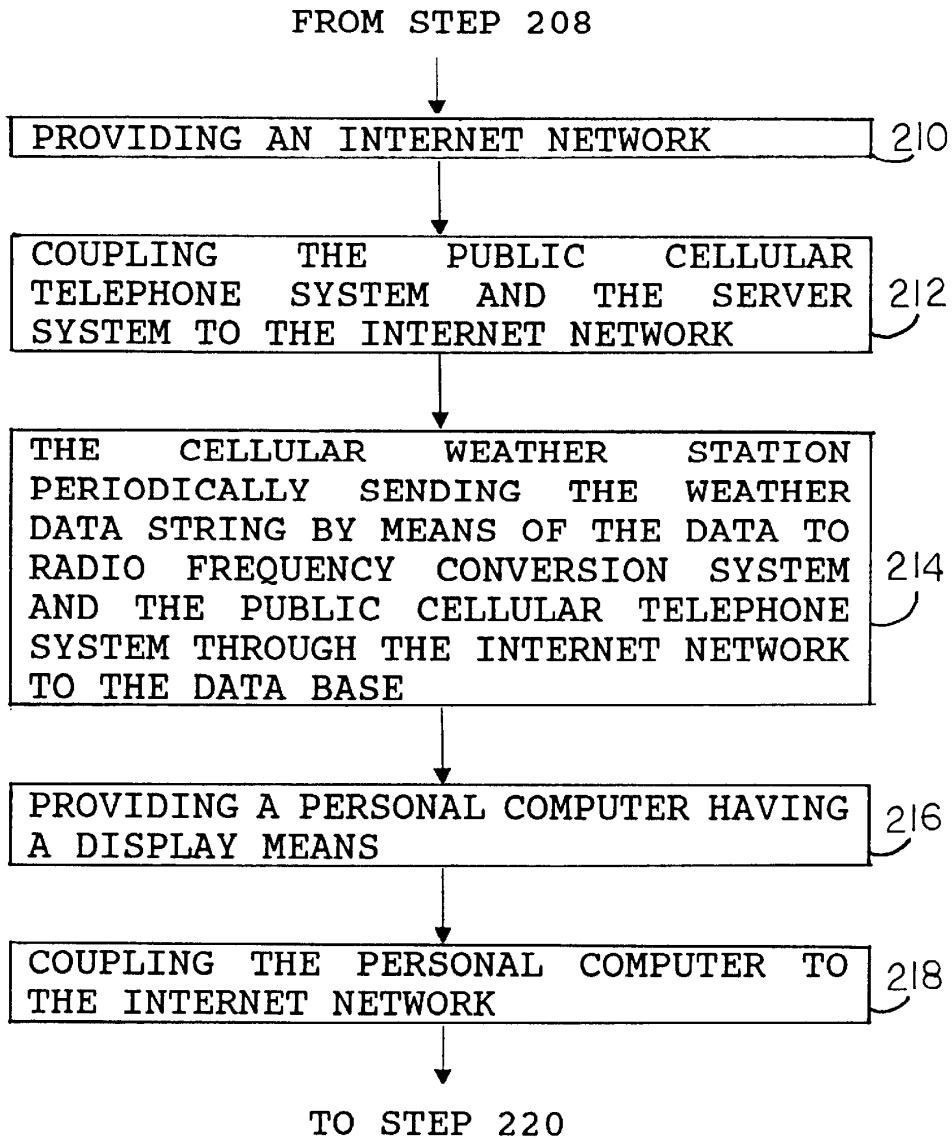 FROM STEP 208
PROVIDING AN INTERNET NETWORK
210
COUPLING THE PUBLIC CELLULAR
TELEPHONE SYSTEM AND THE SERVER
SYSTEM TO THE INTERNET NETWORK
212
THE CELLULAR WEATHER STATION
PERIODICALLY SENDING THE WEATHER
DATA STRING BY MEANS OF THE DATA TO
RADIO FREQUENCY CONVERSION SYSTEM
AND THE PUBLIC CELLULAR TELEPHONE
SYSTEM THROUGH THE INTERNET NETWORK
TO THE DATA BASE
214
PROVIDING A PERSONAL COMPUTER HAVING
A DISPLAY MEANS
216
COUPLING THE PERSONAL COMPUTER TO
THE INTERNET NETWORK
218
TO STEP 220